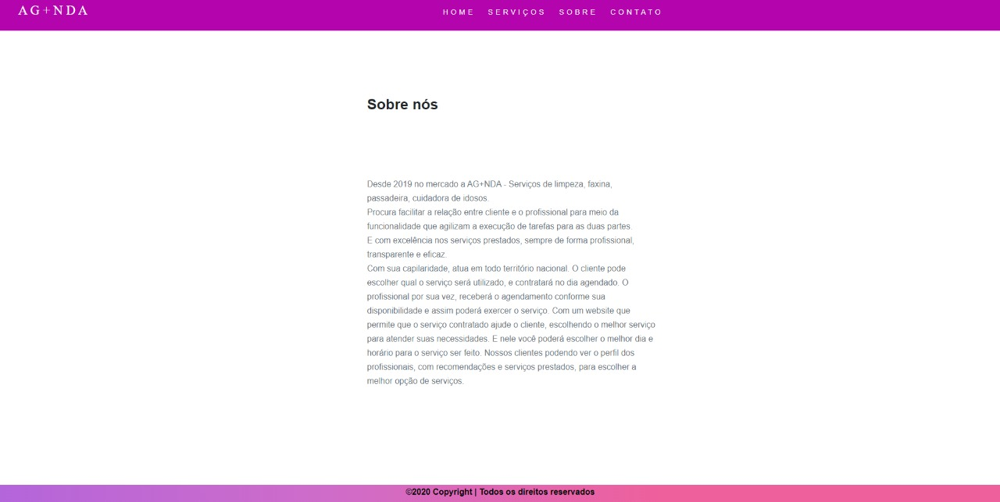 AG+NDA
HOME SERVIÇOS SOBRE CONTATO
Sobre nós
Desde 2019 no mercado a AG+NDA - Serviços de limpeza, faxina,
passadeira, cuidadora de idosos.
Procura facilitar a relação entre cliente e o profissional para meio da
funcionalidade que agilizam a execução de tarefas para as duas partes.
E com excelência nos serviços prestados, sempre de forma profissional,
transparente e eficaz.
Com sua capilaridade, atua em todo território nacional. O cliente pode
escolher qual o serviço será utilizado, e contratará no dia agendado. O
profissional por sua vez, receberá o agendamento conforme sua
disponibilidade e assim poderá exercer o serviço. Com um website que
permite que o serviço contratado ajude o cliente, escolhendo o melhor serviço
para atender suas necessidades. E nele você poderá escolher o melhor dia e
horário para o serviço ser feito. Nossos clientes podendo ver o perfil dos
profissionais, com recomendações e serviços prestados, para escolher a
melhor opção de serviços.
©2020 Copyright | Todos os direitos reservados